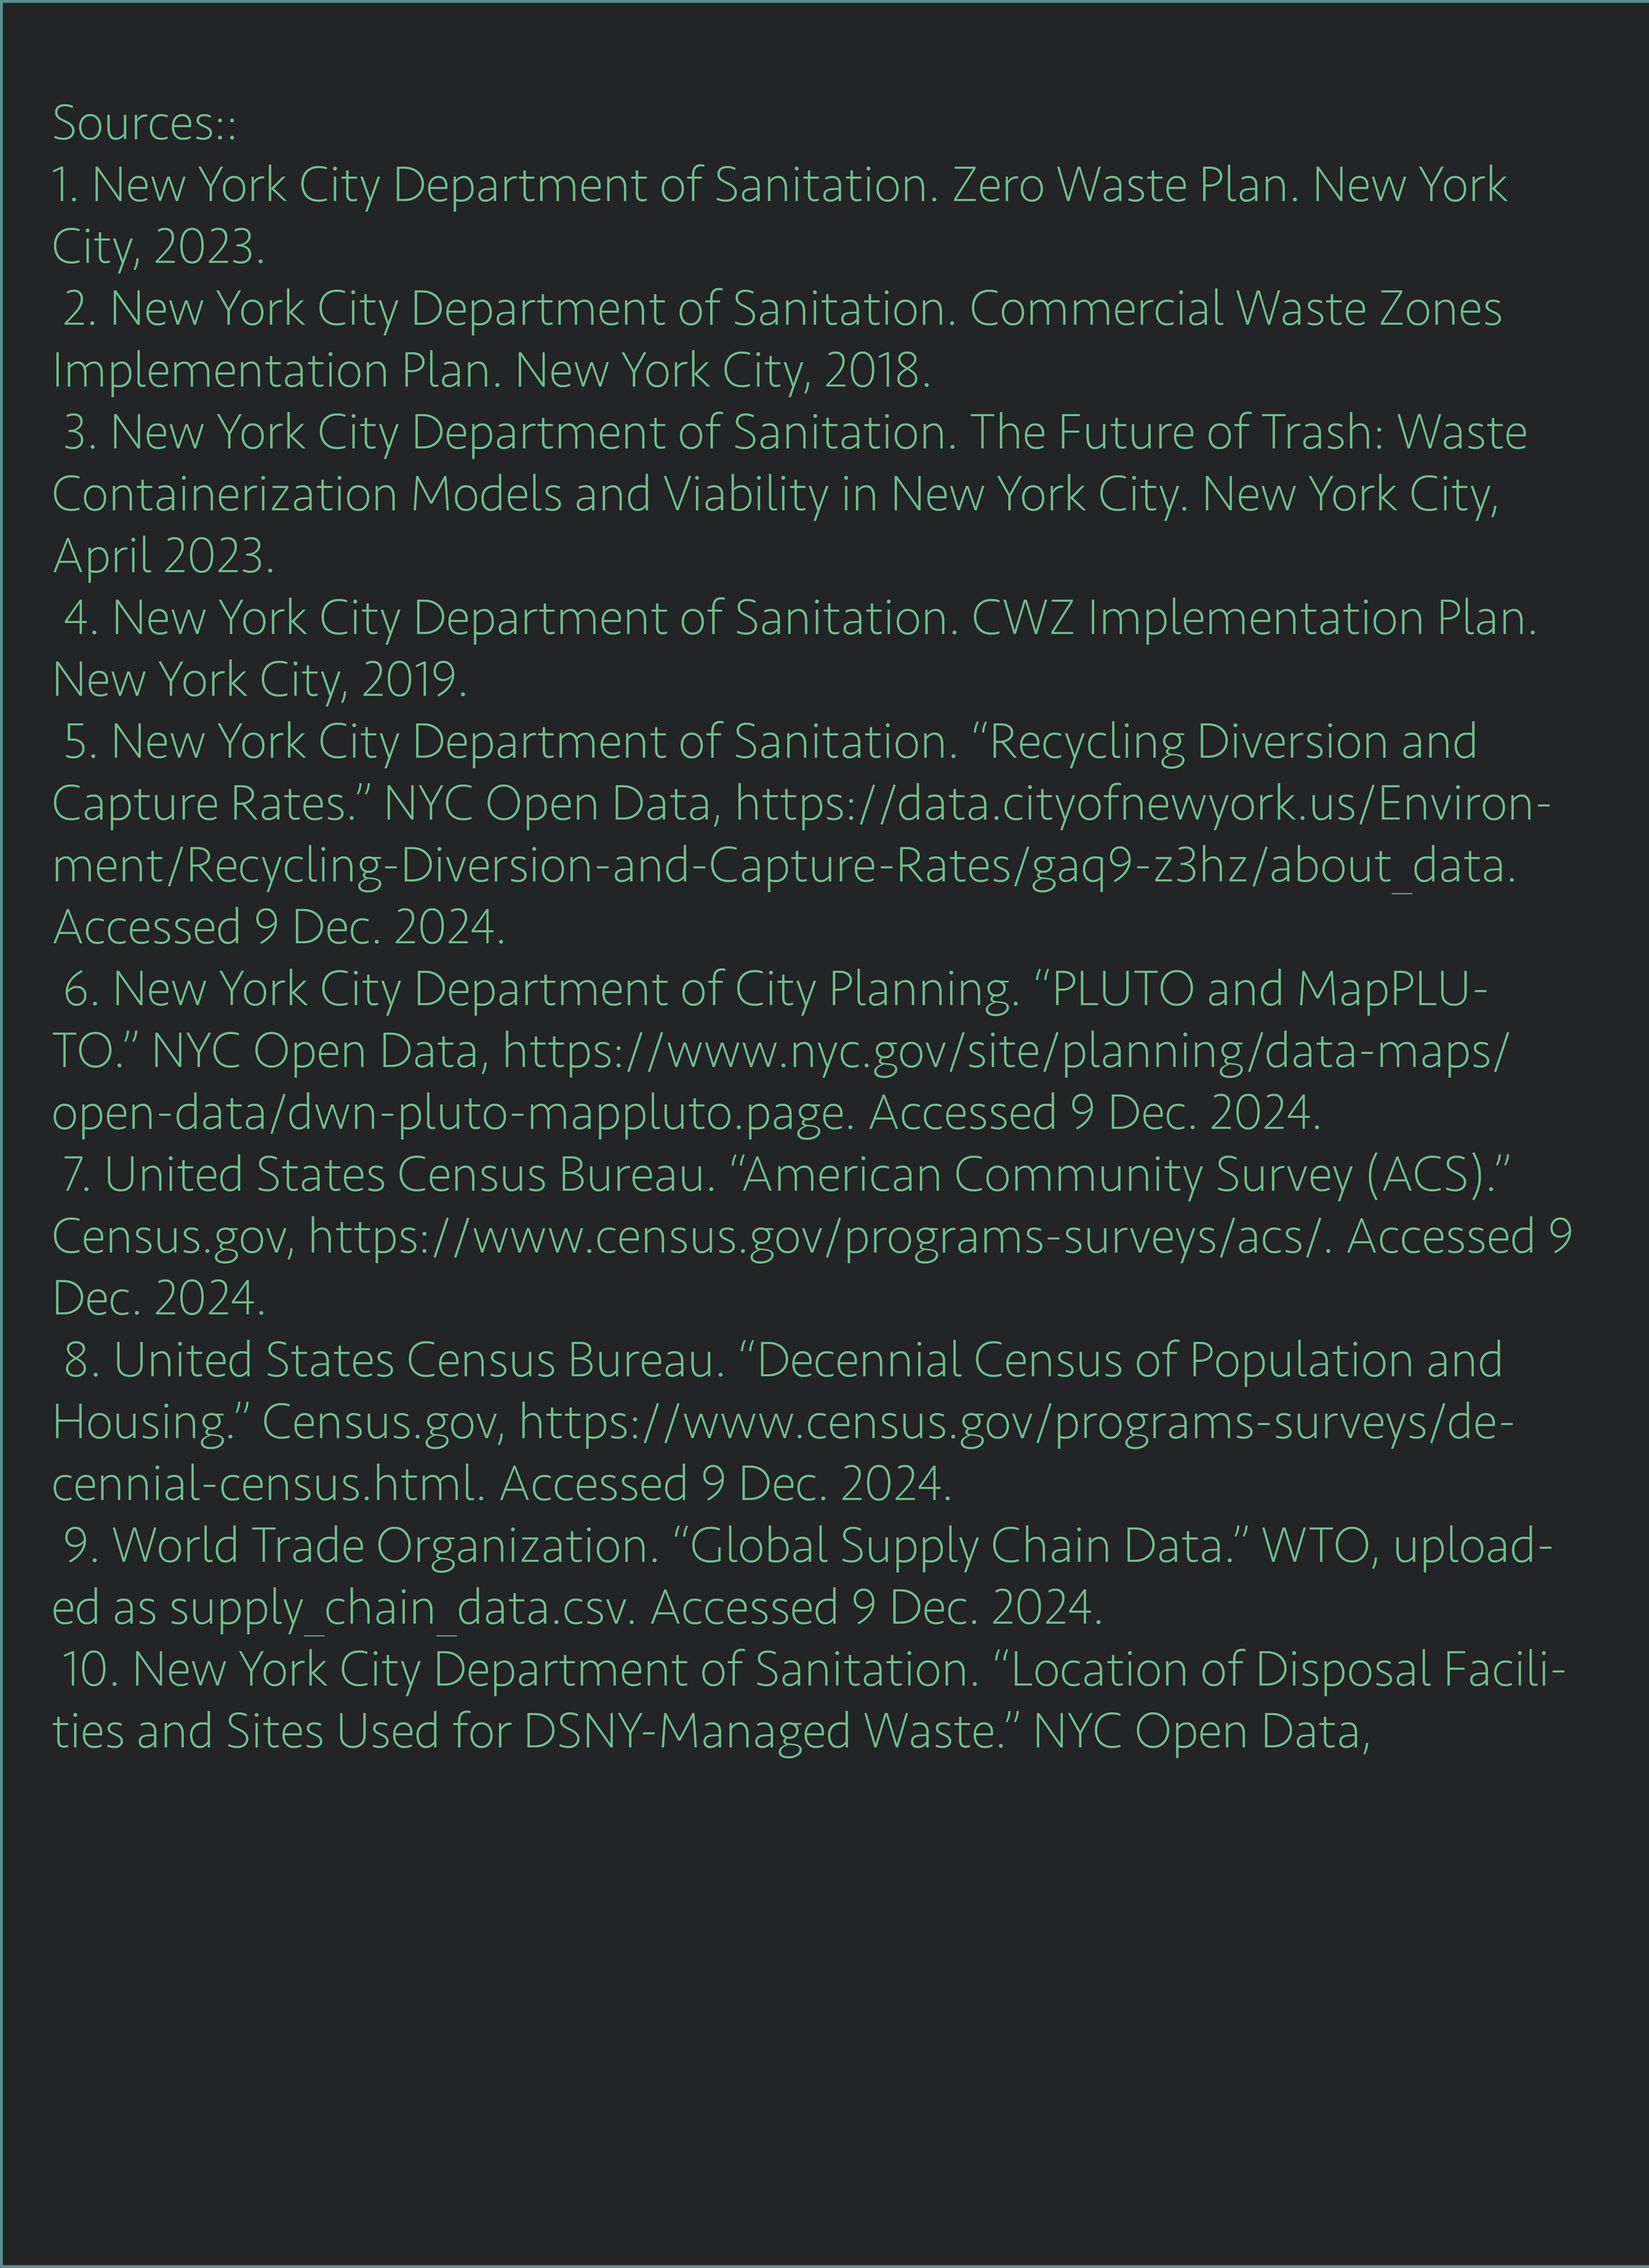 Sources::
1. New York City Department of Sanitation. Zero Waste Plan. New York
City, 2023.
2. New York City Department of Sanitation. Commercial Waste Zones
Implementation Plan. New York City, 2018.
3. New York City Department of Sanitation. The Future of Trash: Waste
Containerization Models and Viability in New York City. New York City,
April 2023.
4. New York City Department of Sanitation. CWZ Implementation Plan.
New York City, 2019.
5. New York City Department of Sanitation. “Recycling Diversion and
Capture Rates.” NYC Open Data, https://data.cityofnewyork.us/Environ-
ment/Recycling-Diversion-and-Capture-Rates/gaq9-z3hz/about_data.
Accessed 9 Dec. 2024.
6. New York City Department of City Planning. “PLUTO and MapPLU-
TO.” NYC Open Data, https://www.nyc.gov/site/planning/data-maps/
open-data/dwn-pluto-mappluto.page. Accessed 9 Dec. 2024.
7. United States Census Bureau. “American Community Survey (ACS).”
Census.gov, https://www.census.gov/programs-surveys/acs/. Accessed 9
Dec. 2024.
8. United States Census Bureau. “Decennial Census of Population and
Housing.” Census.gov, https://www.census.gov/programs-surveys/de-
cennial-census.html. Accessed 9 Dec. 2024.
9. World Trade Organization. “Global Supply Chain Data.” WTO, upload-
ed as supply_chain_data.csv. Accessed 9 Dec. 2024.
10. New York City Department of Sanitation. “Location of Disposal Facili-
ties and Sites Used for DSNY-Managed Waste.” NYC Open Data,